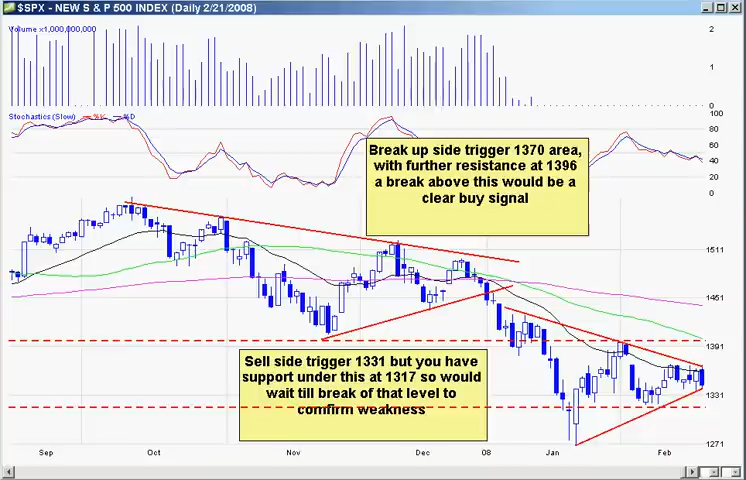 $SPX - NEW S & P 500 INDEX (Daily 2/21/2008)
Volume x1,000,000,000
2
1
0
Stochastics (Slow) %K %D
100
80
60
40
20
0
Break up side trigger 1370 area,
with further resistance at 1396
a break above this would be a
clear buy signal
1511
1451
1391
1331
1271
Sell side trigger 1331 but you have
support under this at 1317 so would
wait till break of that level to
comfirm weakness
Sep Oct Nov Dec 08 Jan Feb